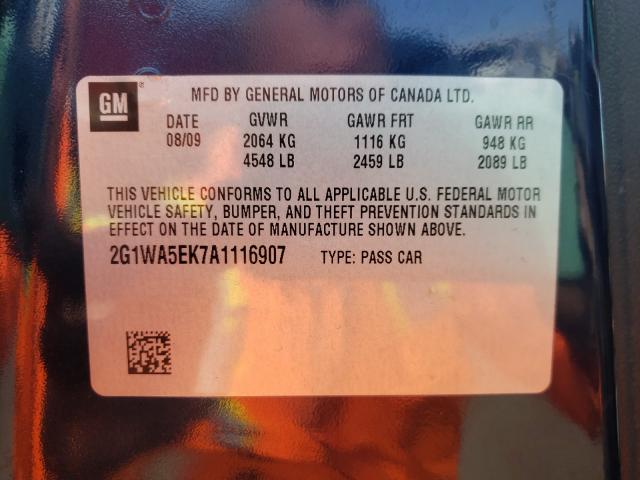 GM ®
MFD BY GENERAL MOTORS OF CANADA LTD.
DATE GVWR GAWR FRT GAWR RR
08/09 2064 KG 1116 KG 948 KG
4548 LB 2459 LB 2089 LB
THIS VEHICLE CONFORMS TO ALL APPLICABLE U.S. FEDERAL MOTOR
VEHICLE SAFETY, BUMPER, AND THEFT PREVENTION STANDARDS IN
EFFECT ON THE DATE OF MANUFACTURE SHOWN ABOVE.
2G1WA5EK7A1116907 TYPE: PASS CAR